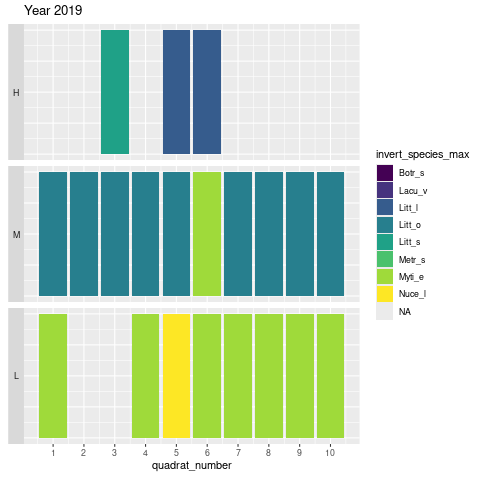 Year 2019
H
M
L
1 2 3 4 5 6 7 8 9 10
quadrat_number
invert_species_max
Botr_s
Lacu_v
Litt_l
Litt_o
Litt_s
Metr_s
Myti_e
Nuce_l
NA